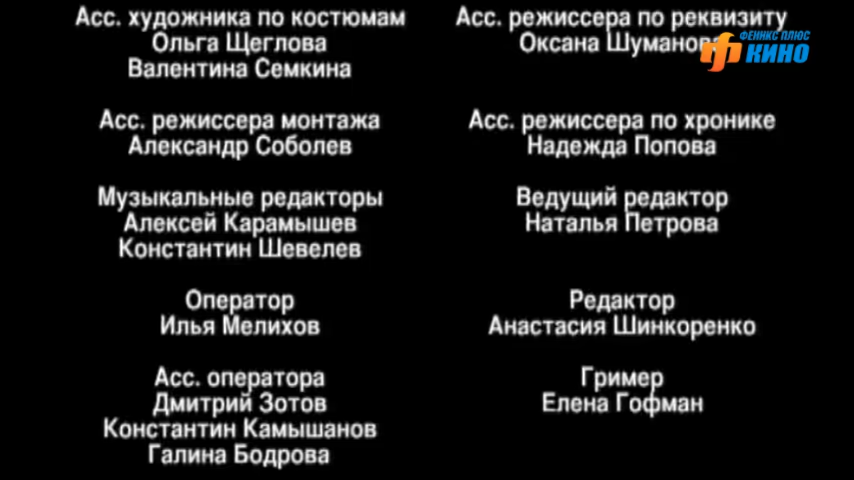 Асс. художника по костюмам
Ольга Щеглова
Валентина Семкина
Асс. режиссера по реквизиту
Оксана Шуманова
ФЕНИКС ПЛЮС
КИНО
Асс. режиссера монтажа
Александр Соболев
Асс. режиссера по хронике
Надежда Попова
Музыкальные редакторы
Алексей Карамышев
Константин Шевелев
Ведущий редактор
Наталья Петрова
Оператор
Илья Мелихов
Редактор
Анастасия Шинкоренко
Асс. оператора
Дмитрий Зотов
Константин Камышанов
Галина Бодрова
Гример
Елена Гофман